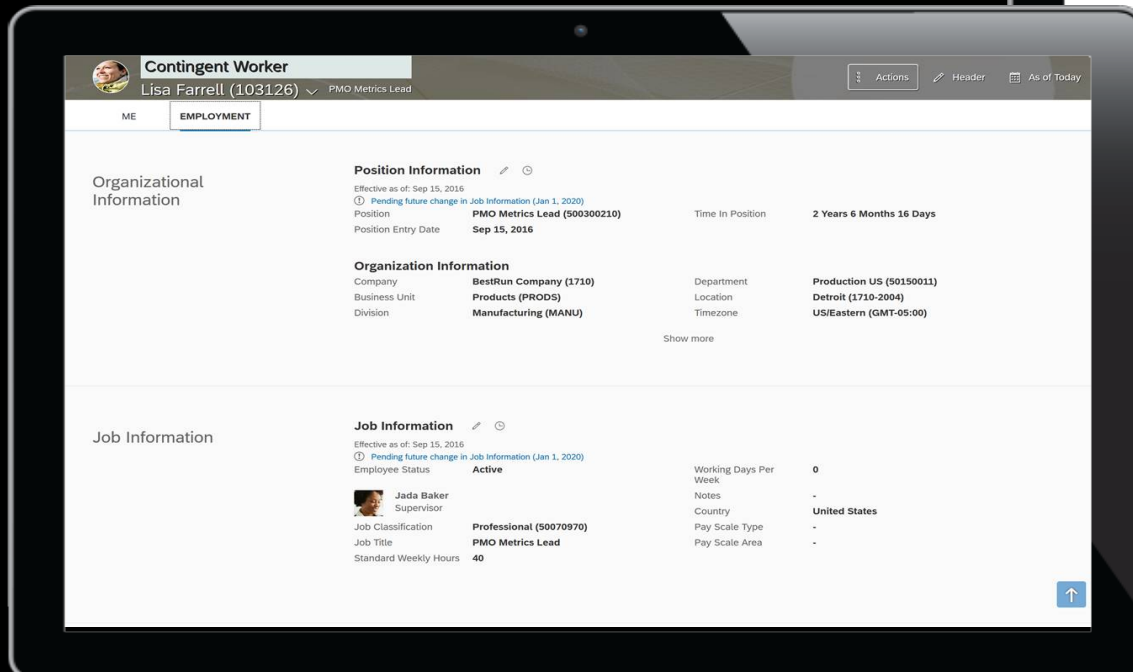 Contingent Worker
Lisa Farrell (103126) PMO Metrics Lead
Actions Header As of Today
ME EMPLOYMENT
Organizational
Information
Position Information
Effective as of: Sep 15, 2016
Pending future change in Job Information (Jan 1, 2020)
Position PMO Metrics Lead (500300210) Time In Position 2 Years 6 Months 16 Days
Position Entry Date Sep 15, 2016
Organization Information
Company BestRun Company (1710) Department Production US (50150011)
Business Unit Products (PRODS) Location Detroit (1710-2004)
Division Manufacturing (MANU) Timezone US/Eastern (GMT-05:00)
Show more
Job Information
Job Information
Effective as of: Sep 15, 2016
Pending future change in Job Information (Jan 1, 2020)
Employee Status Active Working Days Per
Week 0
Jada Baker
Supervisor
Notes -
Country United States
Job Classification Professional (50070970) Pay Scale Type -
Job Title PMO Metrics Lead Pay Scale Area -
Standard Weekly Hours 40